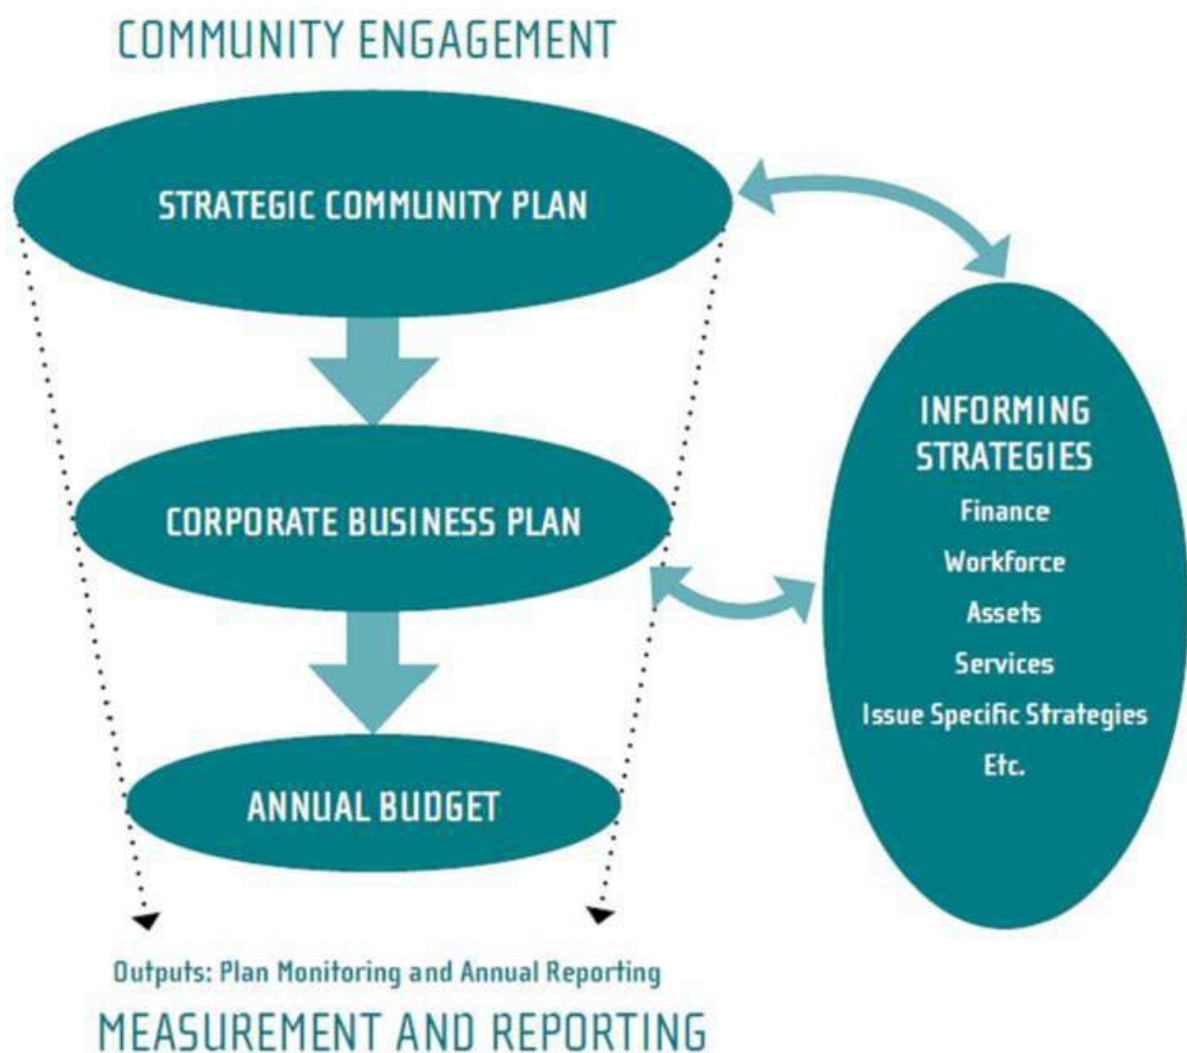 COMMUNITY ENGAGEMENT
STRATEGIC COMMUNITY PLAN
CORPORATE BUSINESS PLAN
ANNUAL BUDGET
INFORMING
STRATEGIES
Finance
Workforce
Assets
Services
Issue Specific Strategies
Etc.
Outputs: Plan Monitoring and Annual Reporting
MEASUREMENT AND REPORTING